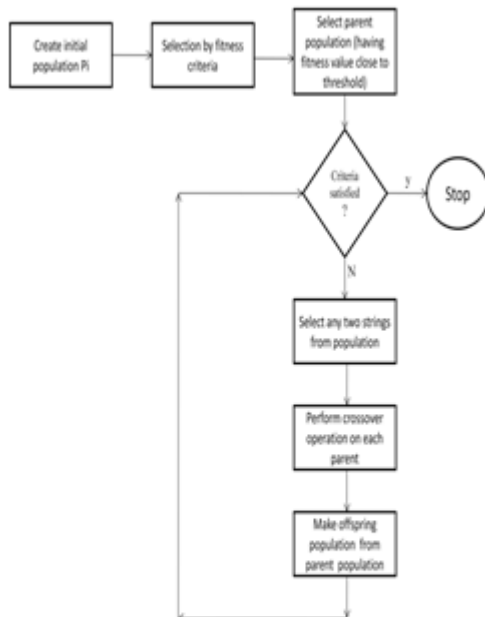 Create initial
population Pi
Selection by fitness
criteria
Select parent
population (having
fitness value close to
threshold)
Criteria
satisfied
?
y
Stop
N
Select any two strings
from population
Perform crossover
operation on each
parent
Make offspring
population from
parent population